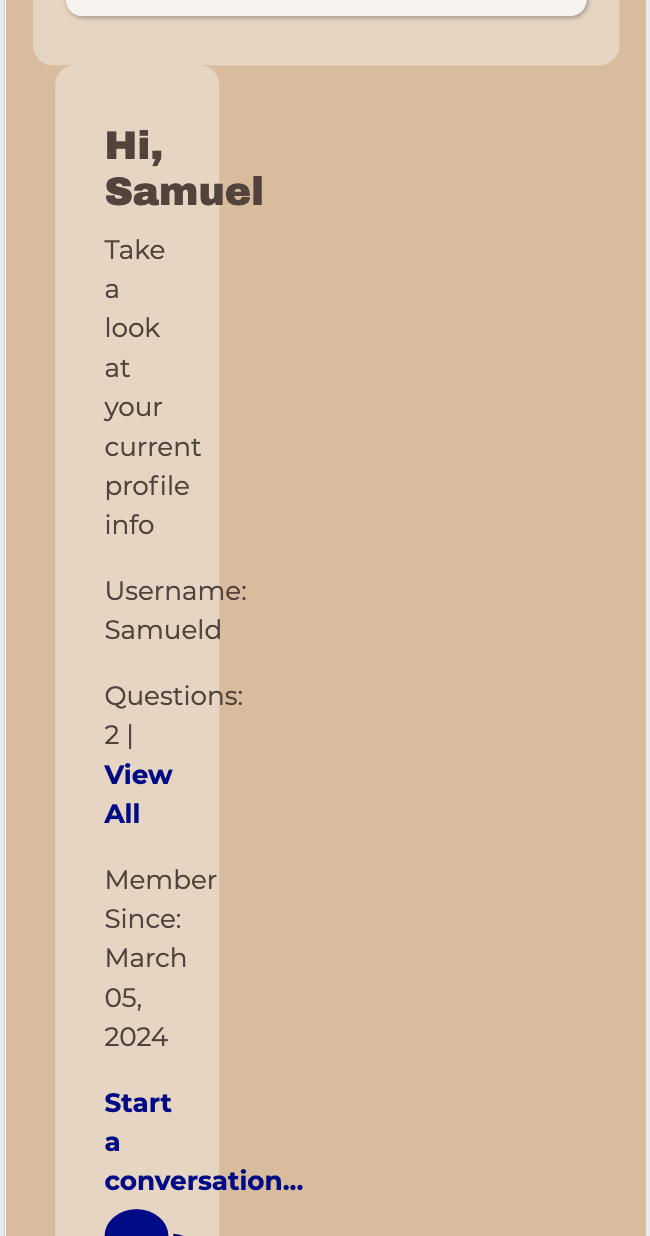 Hi,
Samuel
Take
a
look
at
your
current
profile
info
Username:
Samueld
Questions:
2 |
View
All
Member
Since:
March
05,
2024
Start
a
conversation...